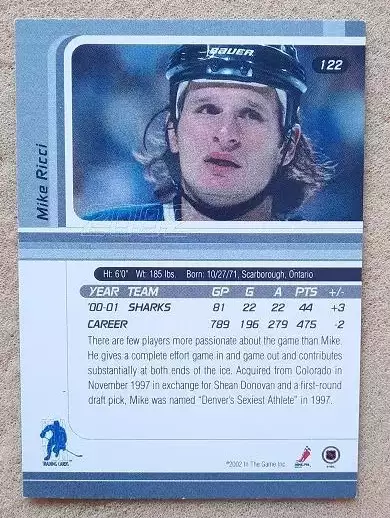 BAUER
122
Mike Ricci
Ht: 6'0" Wt: 185 lbs. Born: 10/27/71, Scarborough, Ontario
YEAR TEAM GP G A PTS +/-
'00-01 SHARKS 81 22 22 44 +3
CAREER 789 196 279 475 -2
There are few players more passionate about the game than Mike.
He gives a complete effort game in and game out and contributes
substantially at both ends of the ice. Acquired from Colorado in
November 1997 in exchange for Shean Donovan and a first-round
draft pick, Mike was named "Denver's Sexiest Athlete" in 1997.
©2002 In The Game Inc.
TRADING CARDS
NHLPA
NHL